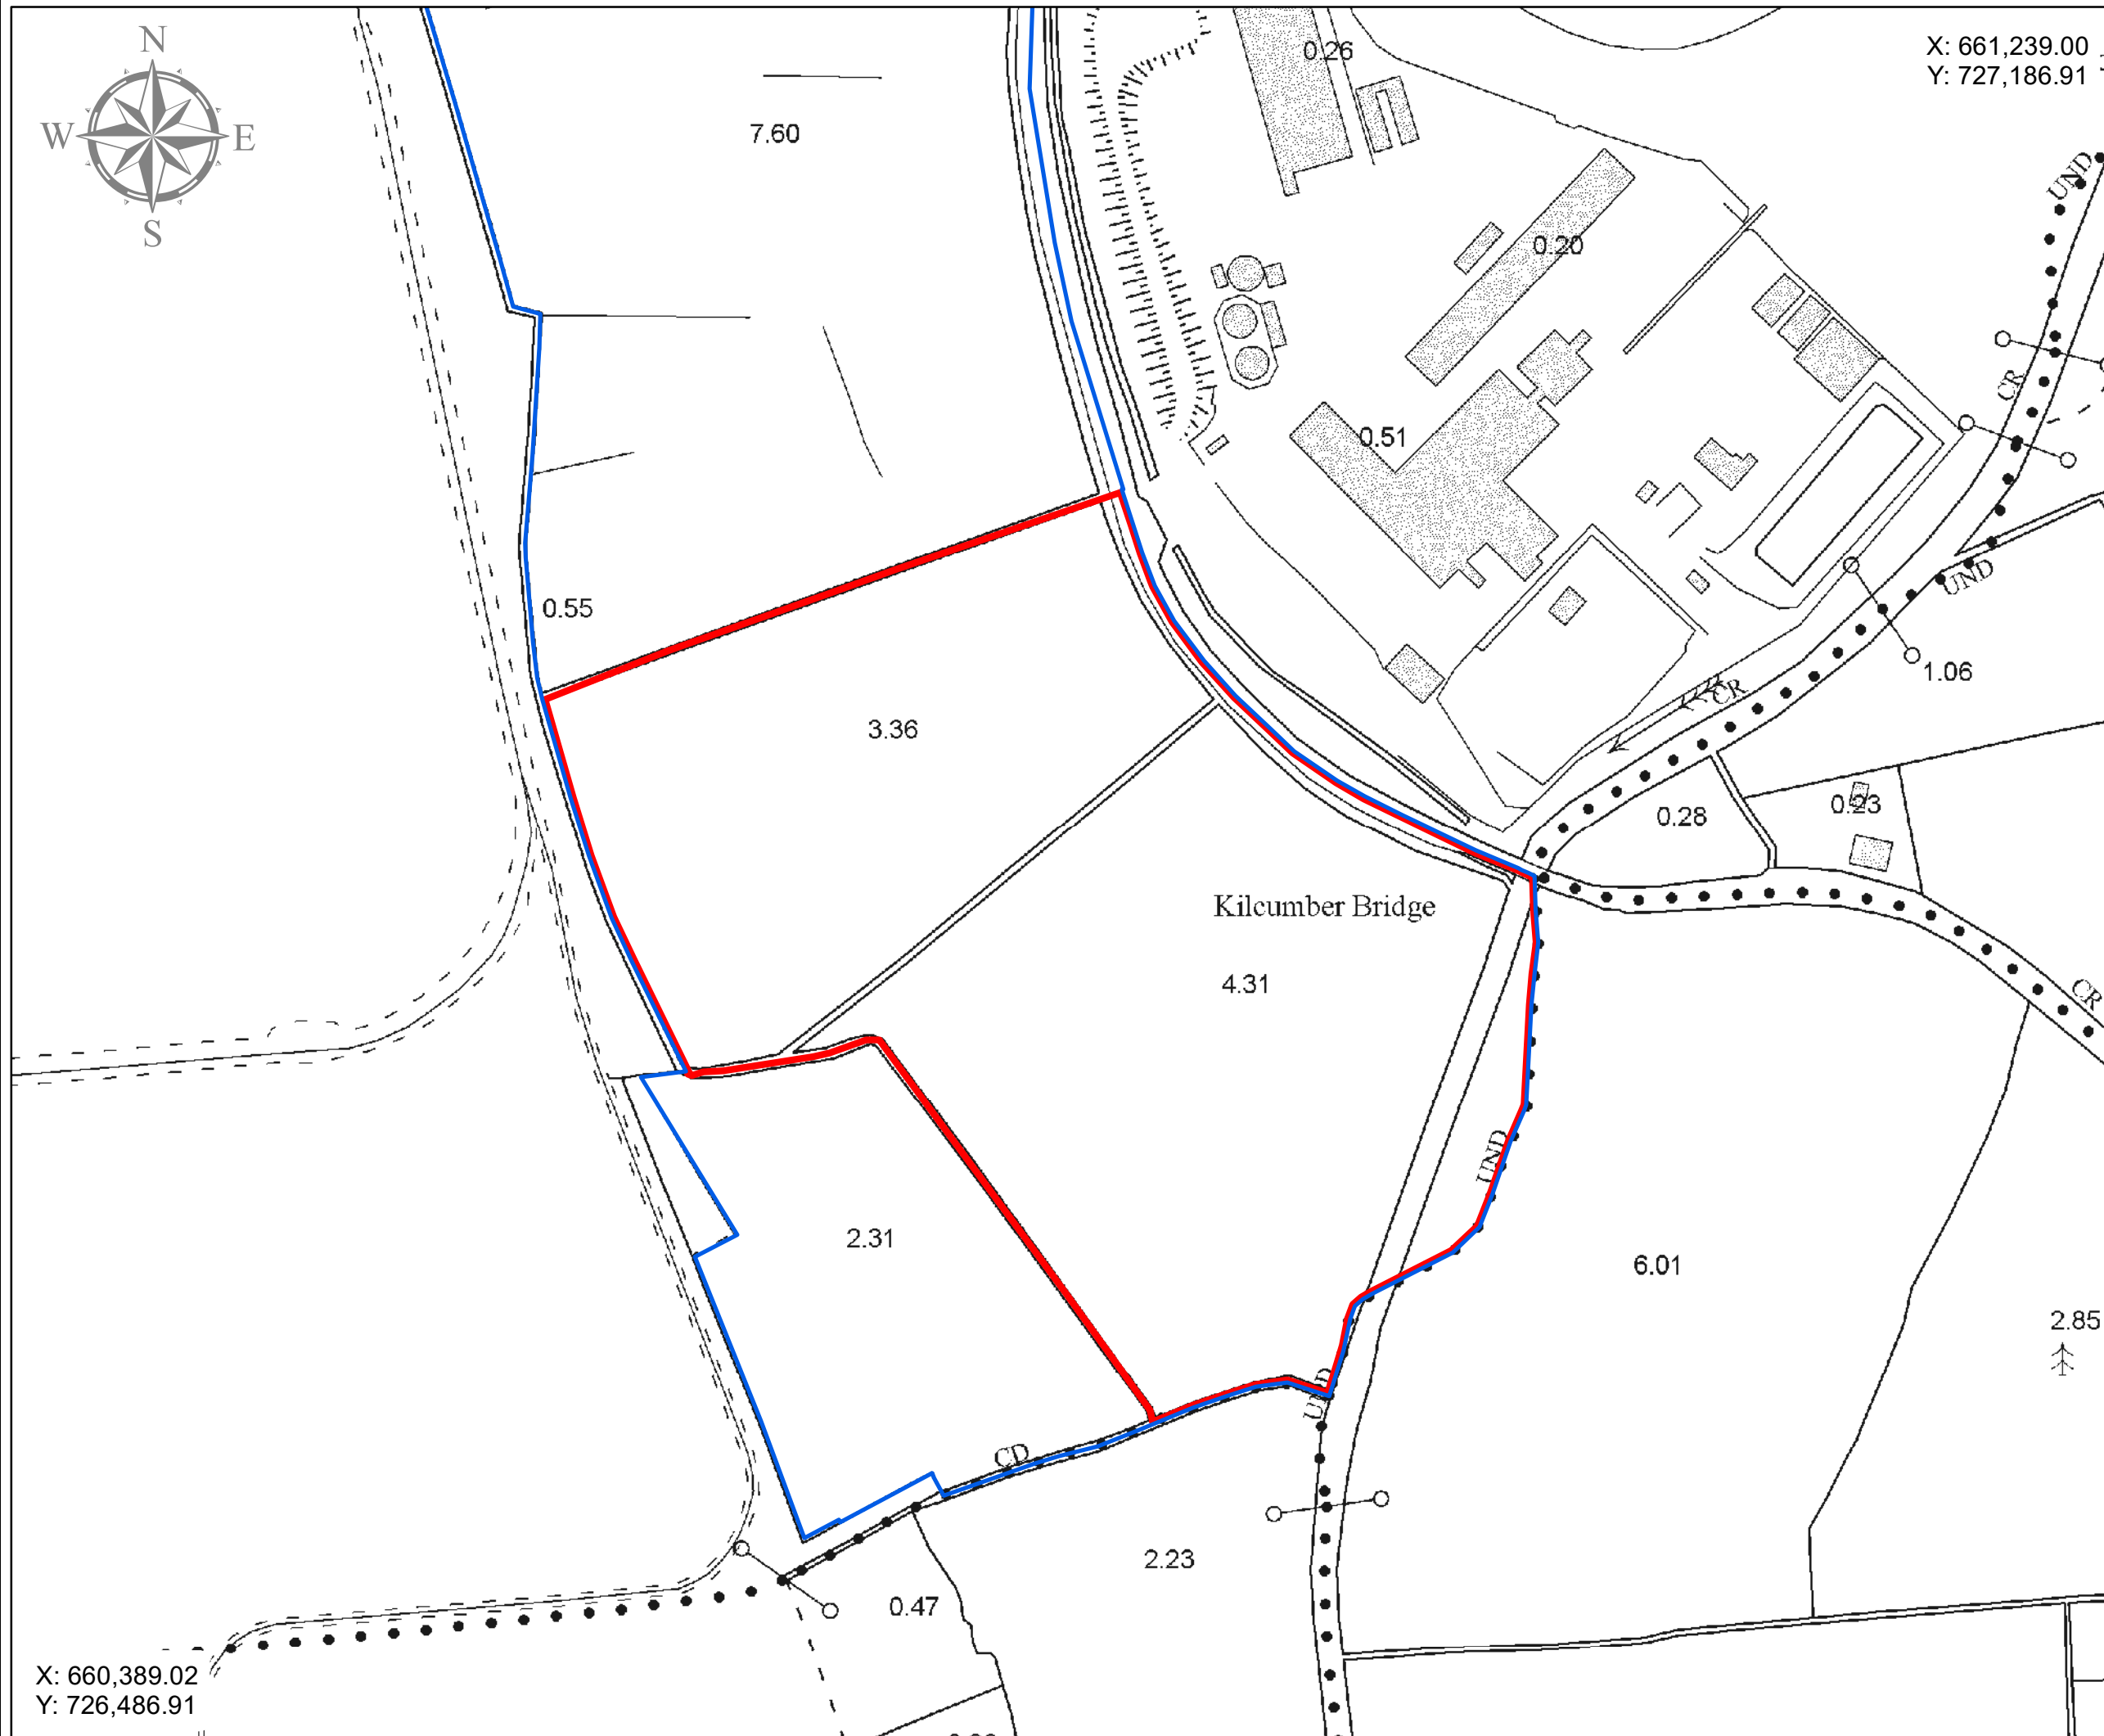 N
W
E
S
X: 661,239.00
Y: 727,186.91
0.26
7.60
UND
0.20
CR
0.51
UND
0.55
1.06
CR
3.36
0.28
0.23
Kilcumber Bridge
4.31
CR
UND
2.31
6.01
2.85
UND
CD
2.23
0.47
X: 660,389.02
Y: 726,486.91